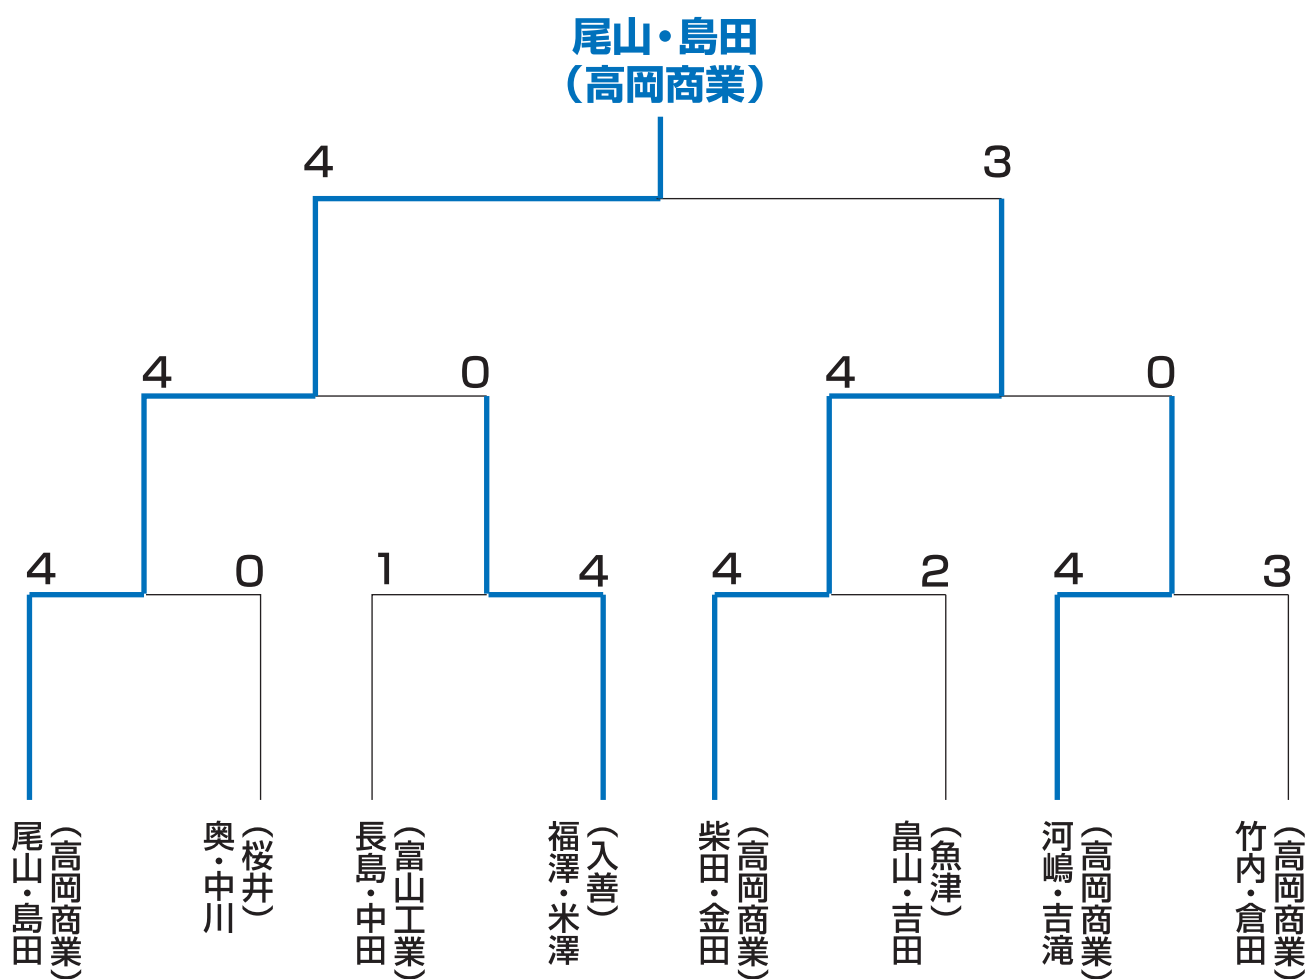 尾山・島田
（高岡商業）
4
3
4
0
4
0
4
0
1
4
4
2
4
3
尾山・島田
（高岡商業）
奥・中川
（桜井）
長島・中田
（富山工業）
福澤・米澤
（入善）
柴田・金田
（高岡商業）
畠山・吉田
（魚津）
河嶋・吉滝
（高岡商業）
竹内・倉田
（高岡商業）